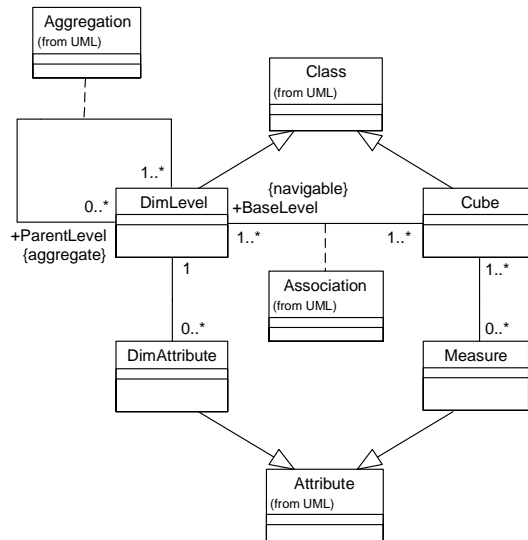 Aggregation
(from UML)
Class
(from UML)
1..*
0..*
DimLevel
{navigable}
+BaseLevel
Cube
+ParentLevel
{aggregate}
1..*
1..*
1
1..*
Association
(from UML)
0..*
0..*
DimAttribute
Measure
Attribute
(from UML)